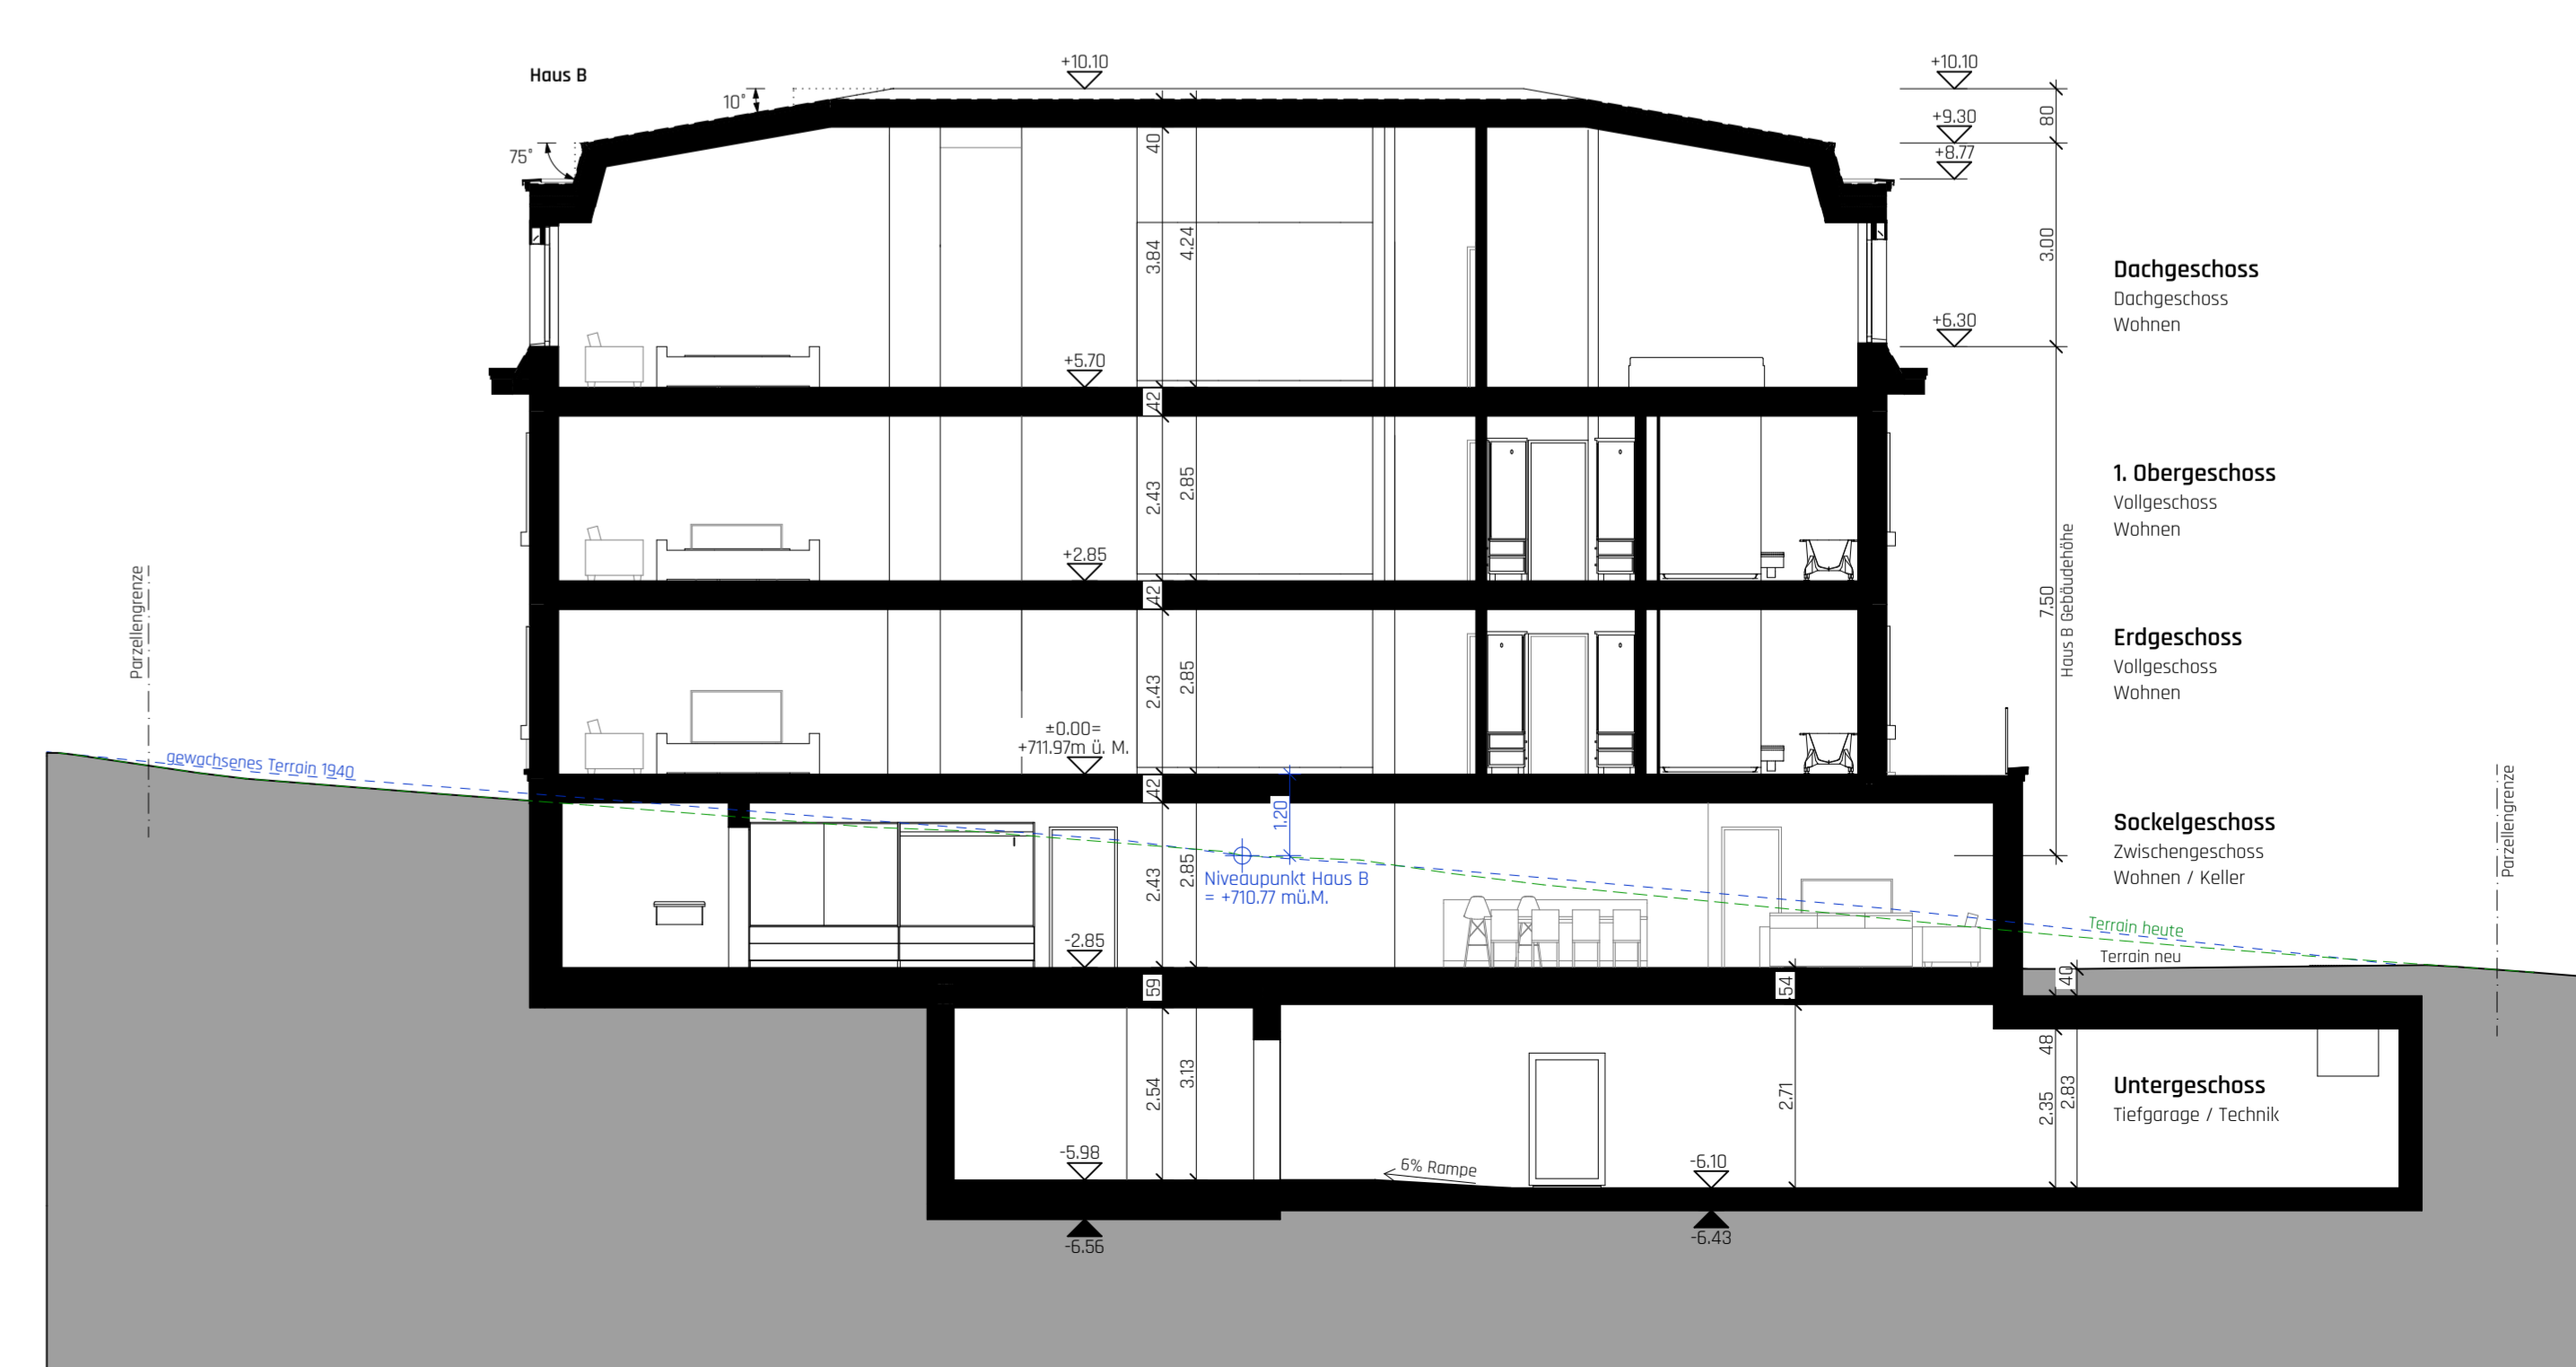 Haus B
+10.10
+10.10
10°
80
+9.30
75°
+8.77
40
3.84
4.24
3.00
Dachgeschoss
Dachgeschoss
Wohnen
+6.30
+5.70
42
1. Obergeschoss
Vollgeschoss
Wohnen
2.43
2.85
+2.85
42
7.50
Haus B Gebäudehöhe
Parzellengrenze
Erdgeschoss
Vollgeschoss
Wohnen
2.43
2.85
±0.00=
+711.97m ü. M.
gewachsenes Terrain 1940
42
1.20
Parzellengrenze
Sockelgeschoss
Zwischengeschoss
Wohnen / Keller
2.43
2.85
Niveaupunkt Haus B
= +710.77 mü.M.
Terrain heute
-2.85
Terrain neu
59
54
40
48
2.54
3.13
2.71
2.35
2.83
Untergeschoss
Tiefgarage / Technik
-5.98
6% Rampe
-6.10
-6.56
-6.43